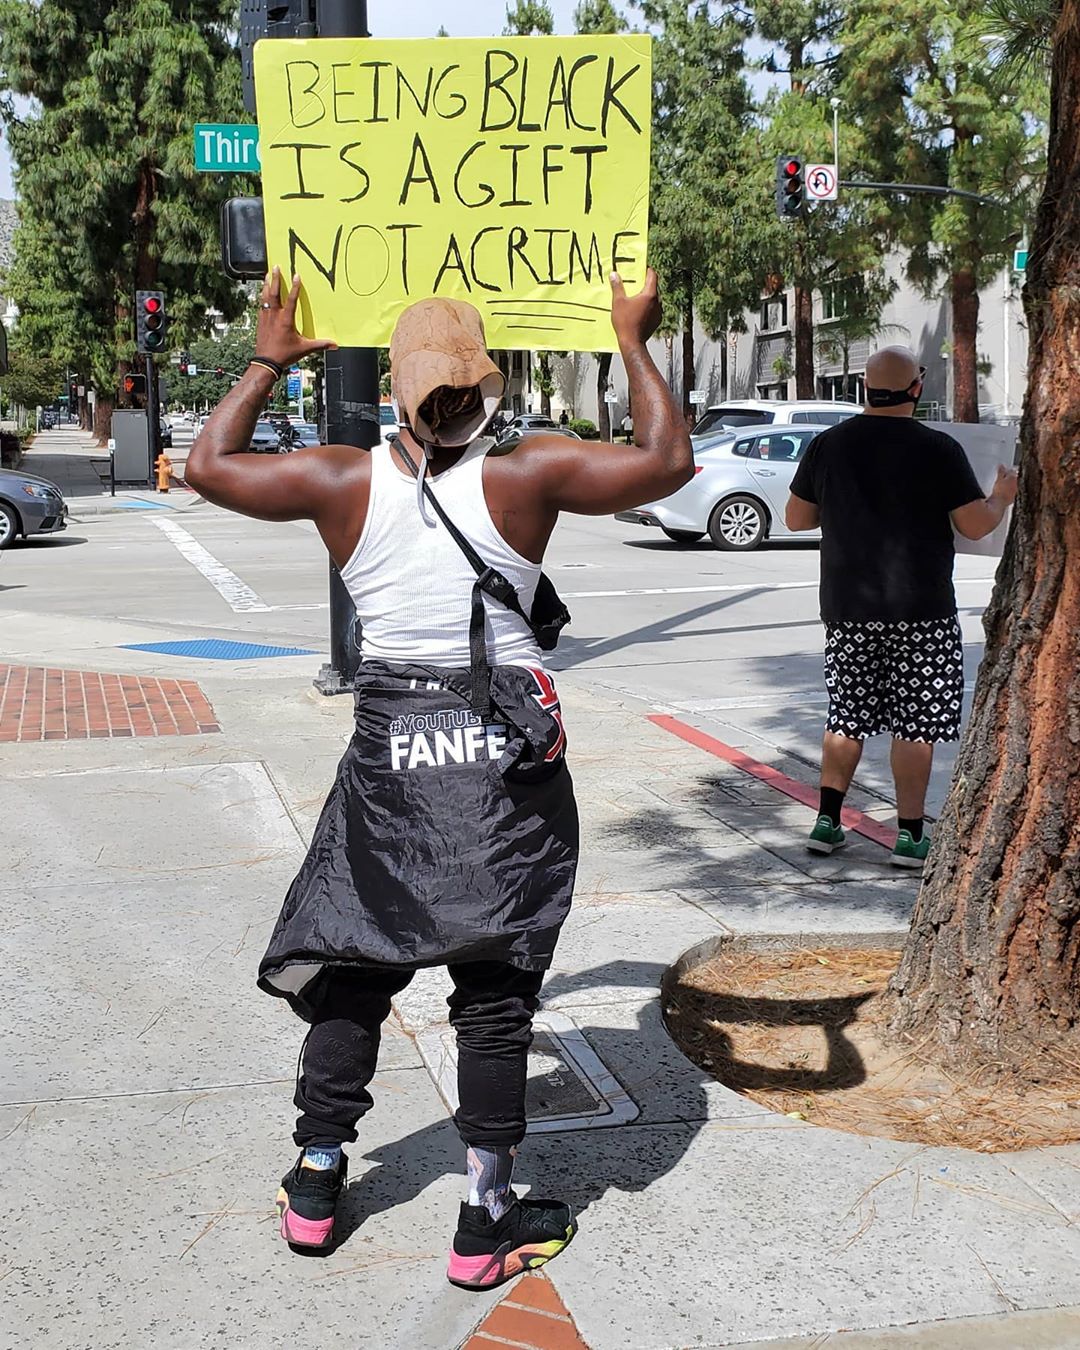 BEING BLACK
IS A GIFT
NOT A CRIME
Thir
#YOUTUBE
FANFE